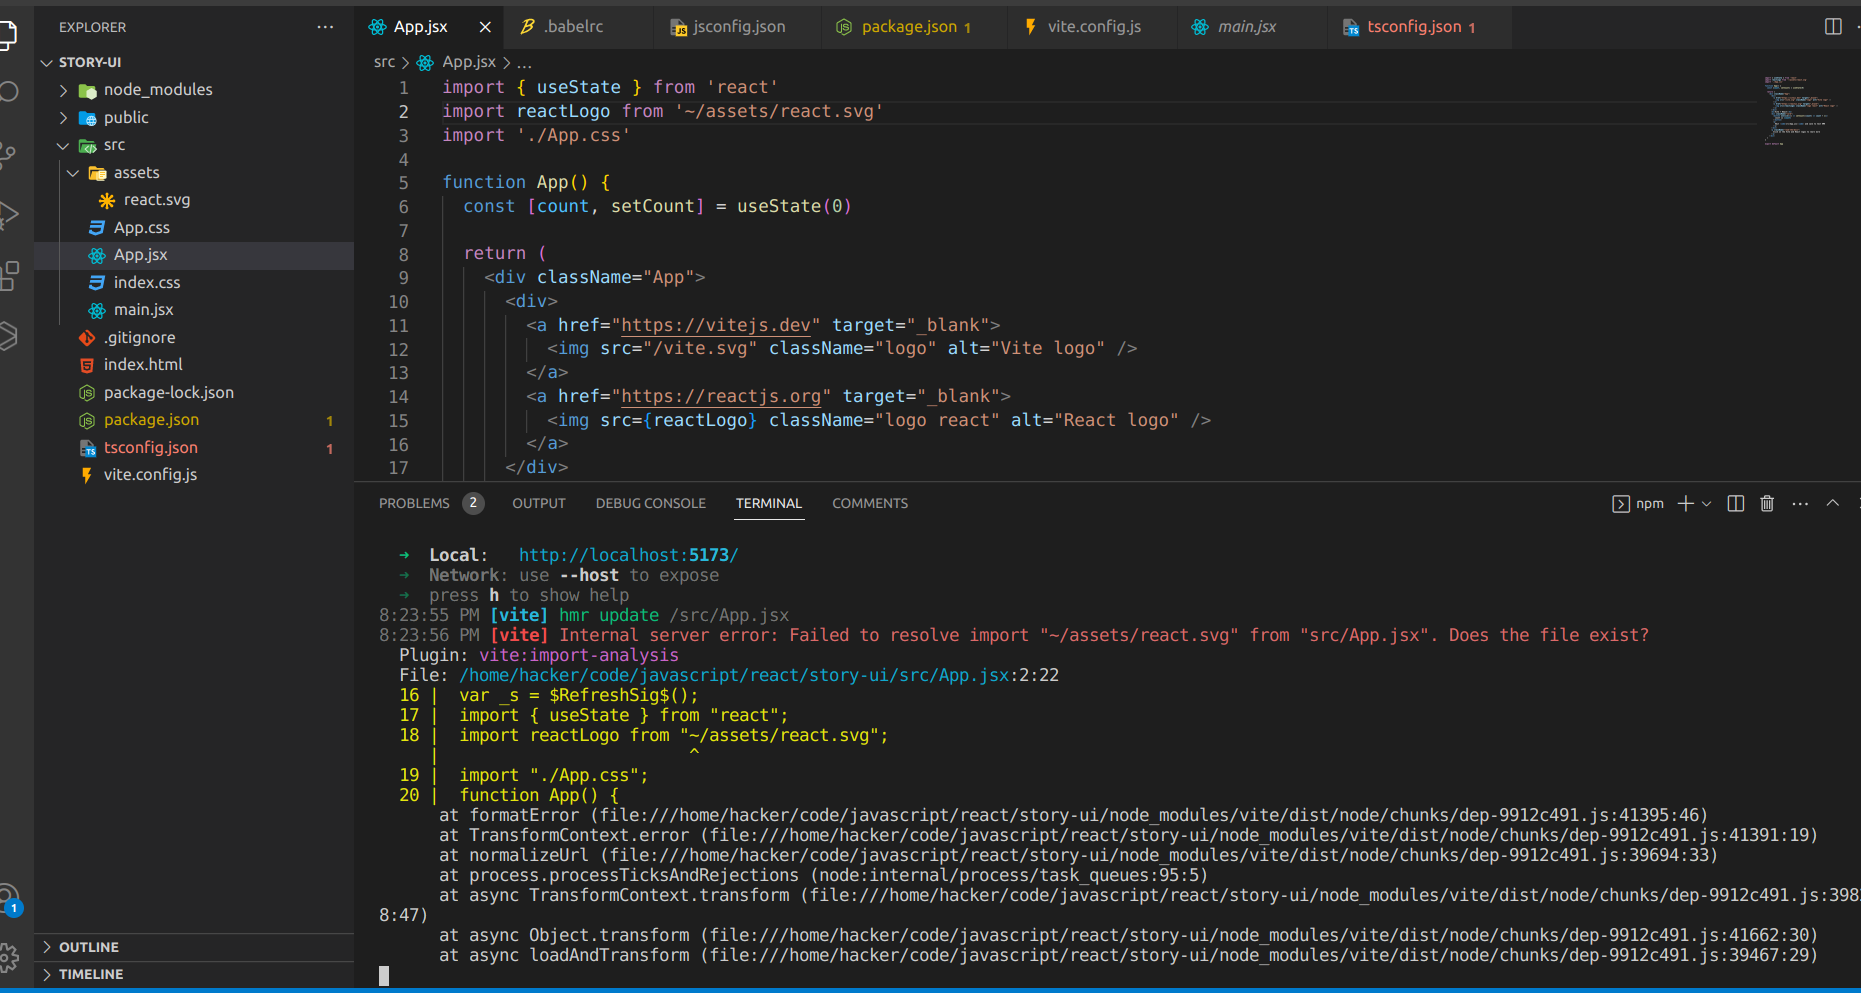 EXPLORER
···
STORY-UI
node_modules
public
src
assets
react.svg
App.css
App.jsx
index.css
main.jsx
.gitignore
index.html
package-lock.json
package.json 1
tsconfig.json 1
vite.config.js
OUTLINE
TIMELINE
1
App.jsx
.babelrc
jsconfig.json
package.json 1
vite.config.js
main.jsx
tsconfig.json 1
src > App.jsx > ...
1 import { useState } from 'react'
2 import reactLogo from '~/assets/react.svg'
3 import './App.css'
4
5 function App() {
6 const [count, setCount] = useState(0)
7
8 return (
9 <div className="App">
10 <div>
11 <a href="https://vitejs.dev" target="_blank">
12 <img src="/vite.svg" className="logo" alt="Vite logo" />
13 </a>
14 <a href="https://reactjs.org" target="_blank">
15 <img src={reactLogo} className="logo react" alt="React logo" />
16 </a>
17 </div>
PROBLEMS 2 OUTPUT DEBUG CONSOLE TERMINAL COMMENTS
npm
➜ Local: http://localhost:5173/
➜ Network: use --host to expose
➜ press h to show help
8:23:55 PM [vite] hmr update /src/App.jsx
8:23:56 PM [vite] Internal server error: Failed to resolve import "~/assets/react.svg" from "src/App.jsx". Does the file exist?
Plugin: vite:import-analysis
File: /home/hacker/code/javascript/react/story-ui/src/App.jsx:2:22
16 | var _s = $RefreshSig$();
17 | import { useState } from "react";
18 | import reactLogo from "~/assets/react.svg";
| ^
19 | import "./App.css";
20 | function App() {
at formatError (file:///home/hacker/code/javascript/react/story-ui/node_modules/vite/dist/node/chunks/dep-9912c491.js:41395:46)
at TransformContext.error (file:///home/hacker/code/javascript/react/story-ui/node_modules/vite/dist/node/chunks/dep-9912c491.js:41391:19)
at normalizeUrl (file:///home/hacker/code/javascript/react/story-ui/node_modules/vite/dist/node/chunks/dep-9912c491.js:39694:33)
at process.processTicksAndRejections (node:internal/process/task_queues:95:5)
at async TransformContext.transform (file:///home/hacker/code/javascript/react/story-ui/node_modules/vite/dist/node/chunks/dep-9912c491.js:398
8:47)
at async Object.transform (file:///home/hacker/code/javascript/react/story-ui/node_modules/vite/dist/node/chunks/dep-9912c491.js:41662:30)
at async loadAndTransform (file:///home/hacker/code/javascript/react/story-ui/node_modules/vite/dist/node/chunks/dep-9912c491.js:39467:29)